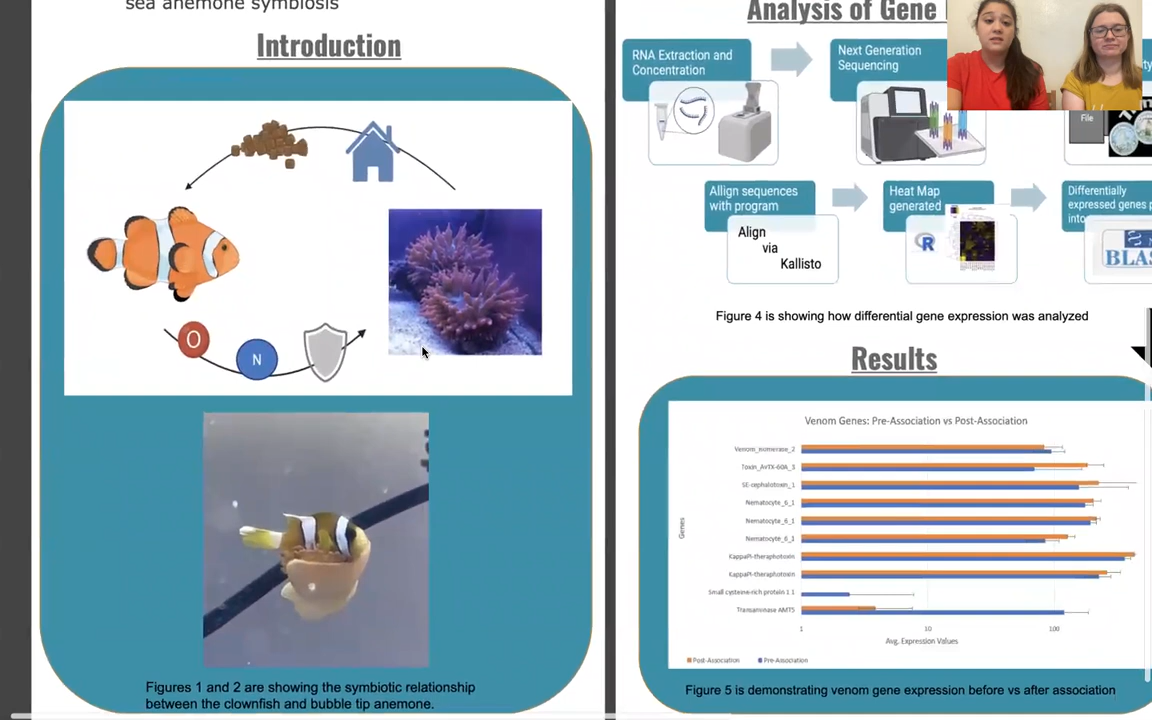 sea anemone symbiosis
Introduction
O
N
Figures 1 and 2 are showing the symbiotic relationship
between the clownfish and bubble tip anemone.
Analysis of Gene
RNA Extraction and
Concentration
Next Generation
Sequencing
File
Allign sequences
with program
Align
via
Kallisto
Heat Map
generated
R
Differentially
expressed genes p
into
BLAS
Figure 4 is showing how differential gene expression was analyzed
Results
Venom Genes: Pre-Association vs Post-Association
Genes
Venom_isomerase_2
Toxin_AvTX-60A_3
SE-cephalotoxin_1
Nematocyte_6_1
Nematocyte_6_1
Nematocyte_6_1
KappaPI-theraphotoxin
KappaPI-theraphotoxin
Small cysteine-rich protein 1 1
Transaminase AMT5
1 10 100
Avg. Expression Values
Post-Association Pre-Association
Figure 5 is demonstrating venom gene expression before vs after association